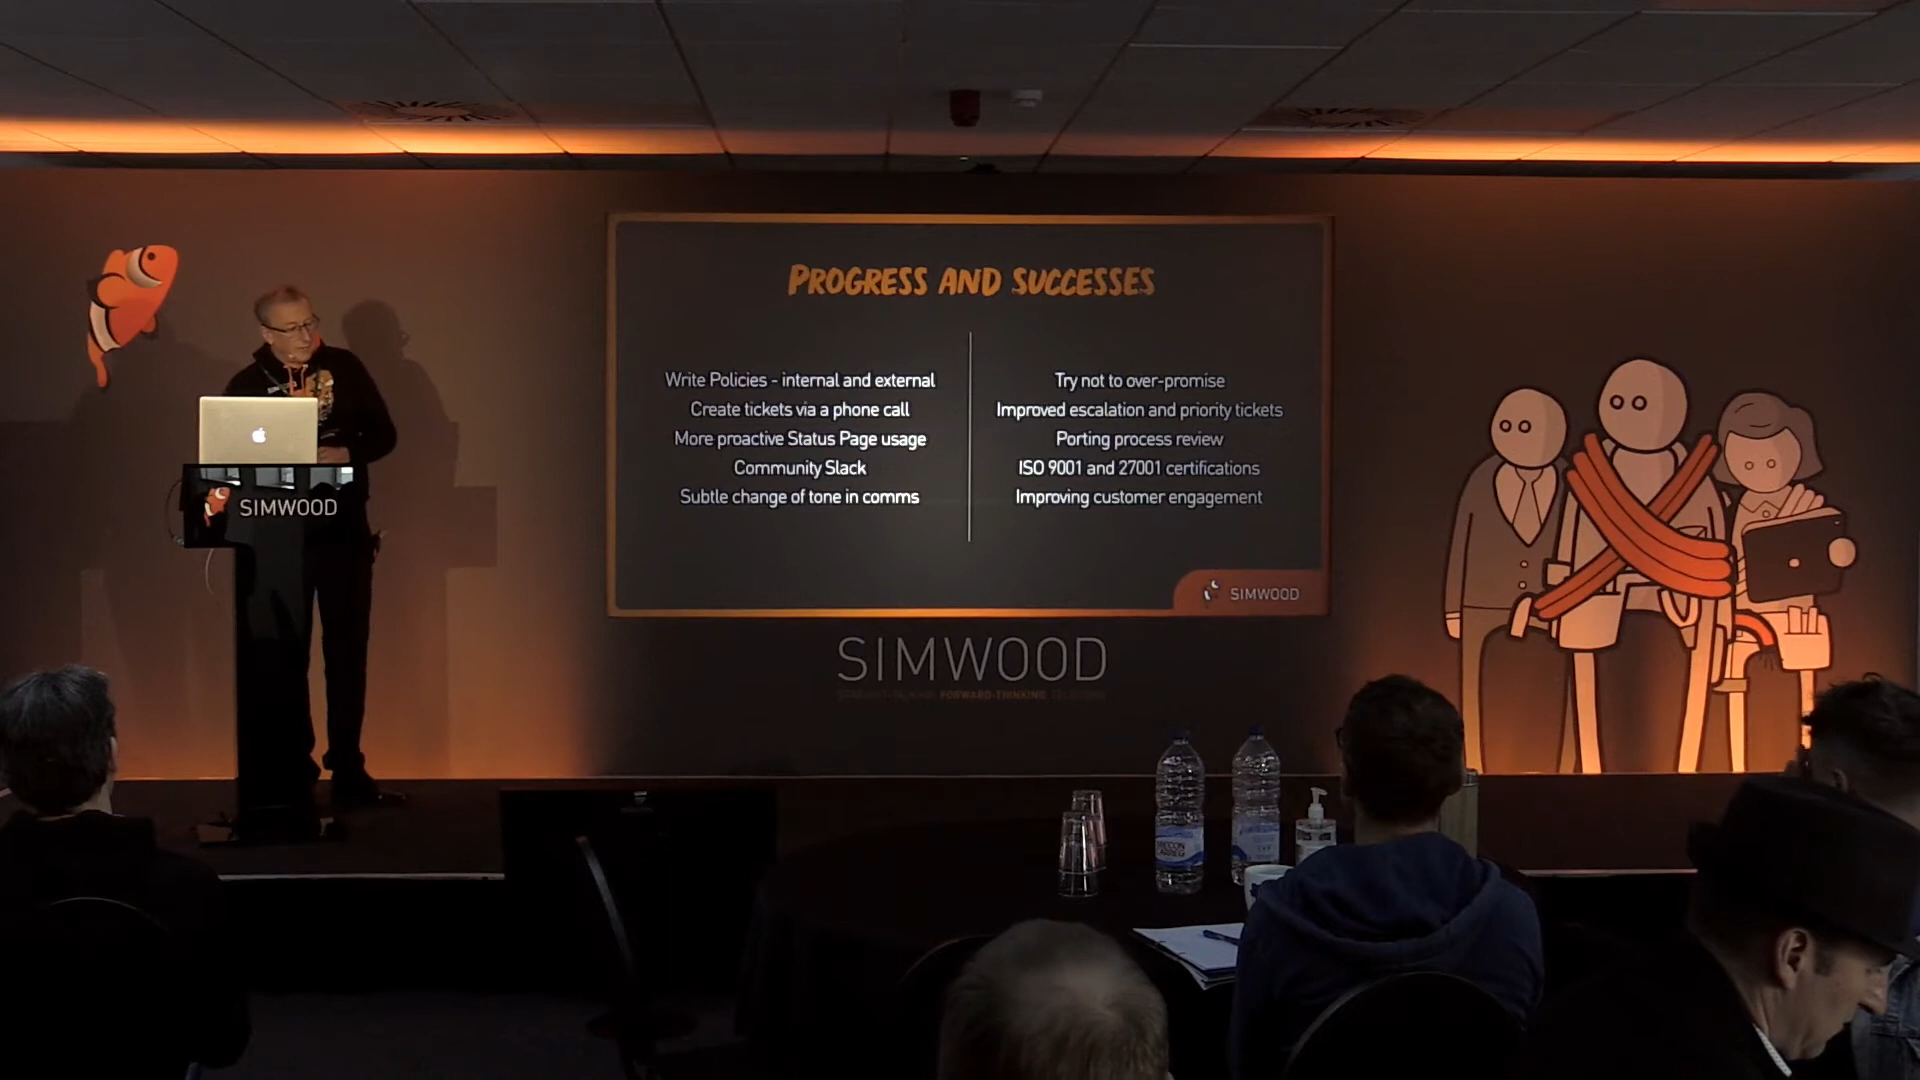 PROGRESS AND SUCCESSES
Write Policies - internal and external
Create tickets via a phone call
More proactive Status Page usage
Community Slack
Subtle change of tone in comms
Try not to over-promise
Improved escalation and priority tickets
Porting process review
ISO 9001 and 27001 certifications
Improving customer engagement
SIMWOOD
SIMWOOD
SIMWOOD
FORWARD-THINKING